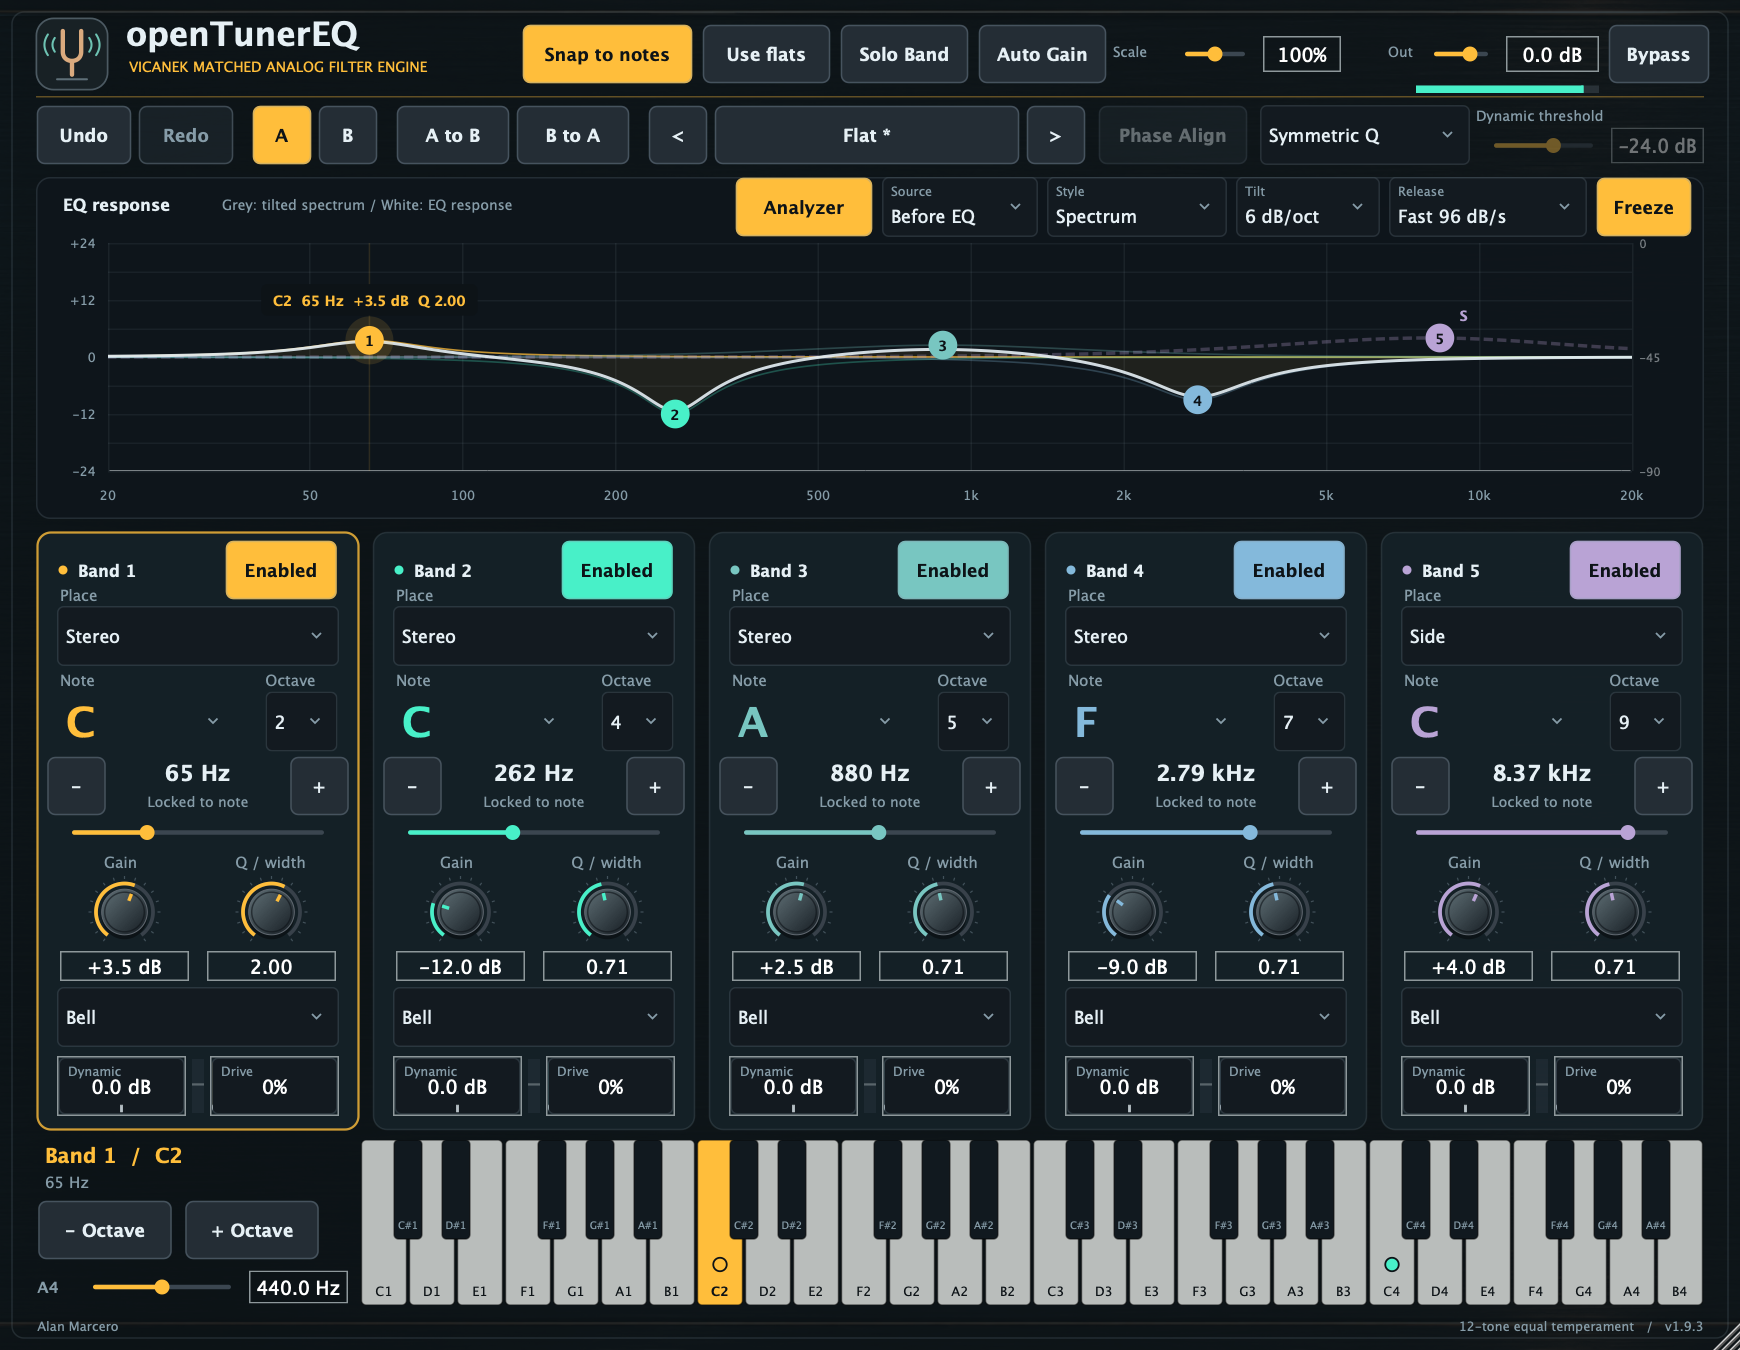 openTunerEQ
VICANEK MATCHED ANALOG FILTER ENGINE
Snap to notes
Use flats
Solo Band
Auto Gain
Scale
100%
Out
0.0 dB
Bypass
Undo
Redo
A
B
A to B
B to A
<
Flat *
>
Phase Align
Symmetric Q
Dynamic threshold
-24.0 dB
EQ response
Grey: tilted spectrum / White: EQ response
Analyzer
Source
Before EQ
Style
Spectrum
Tilt
6 dB/oct
Release
Fast 96 dB/s
Freeze
+24
0
+12
C2 65 Hz +3.5 dB Q 2.00
S
1
3
5
0
-45
2
4
-12
-24
-90
20
50
100
200
500
1k
2k
5k
10k
20k
Band 1
Enabled
Place
Stereo
Note
Octave
C
2
-
65 Hz
Locked to note
+
Gain
Q / width
+3.5 dB
2.00
Bell
Dynamic
0.0 dB
Drive
0%
Band 2
Enabled
Place
Stereo
Note
Octave
C
4
-
262 Hz
Locked to note
+
Gain
Q / width
-12.0 dB
0.71
Bell
Dynamic
0.0 dB
Drive
0%
Band 3
Enabled
Place
Stereo
Note
Octave
A
5
-
880 Hz
Locked to note
+
Gain
Q / width
+2.5 dB
0.71
Bell
Dynamic
0.0 dB
Drive
0%
Band 4
Enabled
Place
Stereo
Note
Octave
F
7
-
2.79 kHz
Locked to note
+
Gain
Q / width
-9.0 dB
0.71
Bell
Dynamic
0.0 dB
Drive
0%
Band 5
Enabled
Place
Side
Note
Octave
C
9
-
8.37 kHz
Locked to note
+
Gain
Q / width
+4.0 dB
0.71
Bell
Dynamic
0.0 dB
Drive
0%
Band 1 / C2
65 Hz
- Octave
+ Octave
A4
440.0 Hz
C#1 D#1 F#1 G#1 A#1 C#2 D#2 F#2 G#2 A#2 C#3 D#3 F#3 G#3 A#3 C#4 D#4 F#4 G#4 A#4
C1 D1 E1 F1 G1 A1 B1 C2 D2 E2 F2 G2 A2 B2 C3 D3 E3 F3 G3 A3 B3 C4 D4 E4 F4 G4 A4 B4
Alan Marcero
12-tone equal temperament / v1.9.3